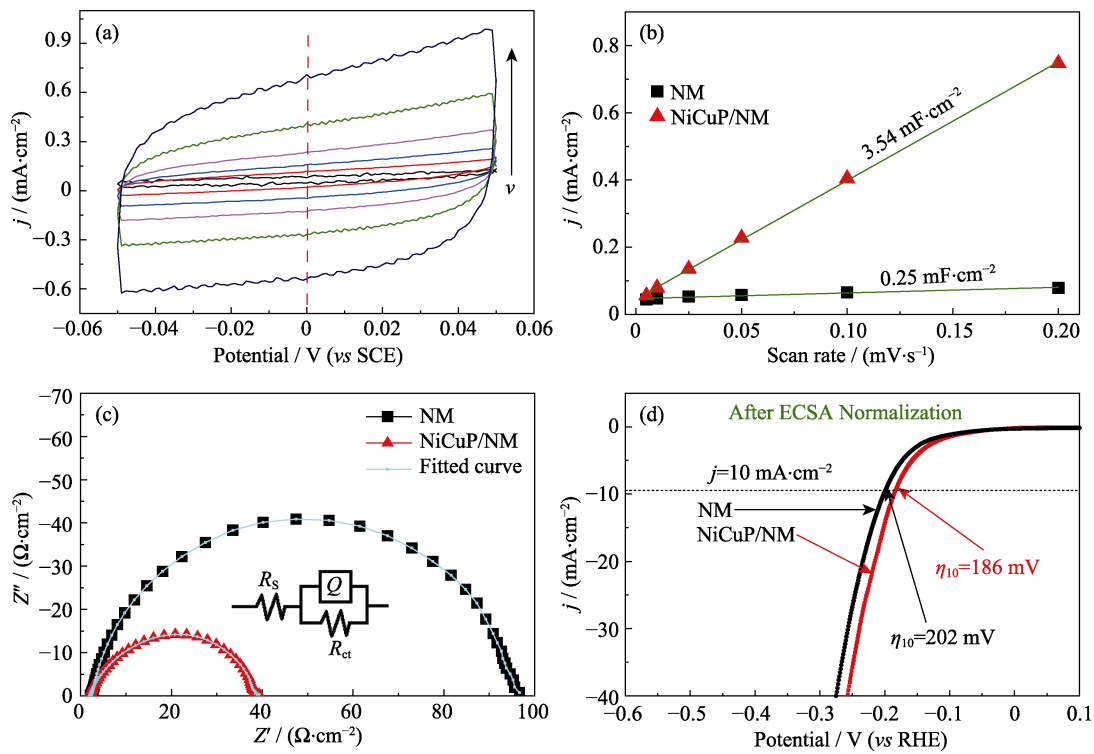 (a)
0.9
0.6
0.3
0
−0.3
−0.6
j / (mA·cm−2)
v
−0.06 −0.04 −0.02 0 0.02 0.04 0.06
Potential / V (vs SCE)
(b)
0.8
0.6
0.4
0.2
0
j / (mA·cm−2)
NM
NiCuP/NM
3.54 mF·cm−2
0.25 mF·cm−2
0 0.05 0.10 0.15 0.20
Scan rate / (mV·s−1)
(c)
−70
−60
−50
−40
−30
−20
−10
0
Z″ / (Ω·cm−2)
NM
NiCuP/NM
Fitted curve
RS
Q
Rct
0 20 40 60 80 100
Z′ / (Ω·cm−2)
(d)
After ECSA Normalization
0
−10
−20
−30
−40
j / (mA·cm−2)
j=10 mA·cm−2
NM
NiCuP/NM
η10=186 mV
η10=202 mV
−0.6 −0.5 −0.4 −0.3 −0.2 −0.1 0 0.1
Potential / V (vs RHE)